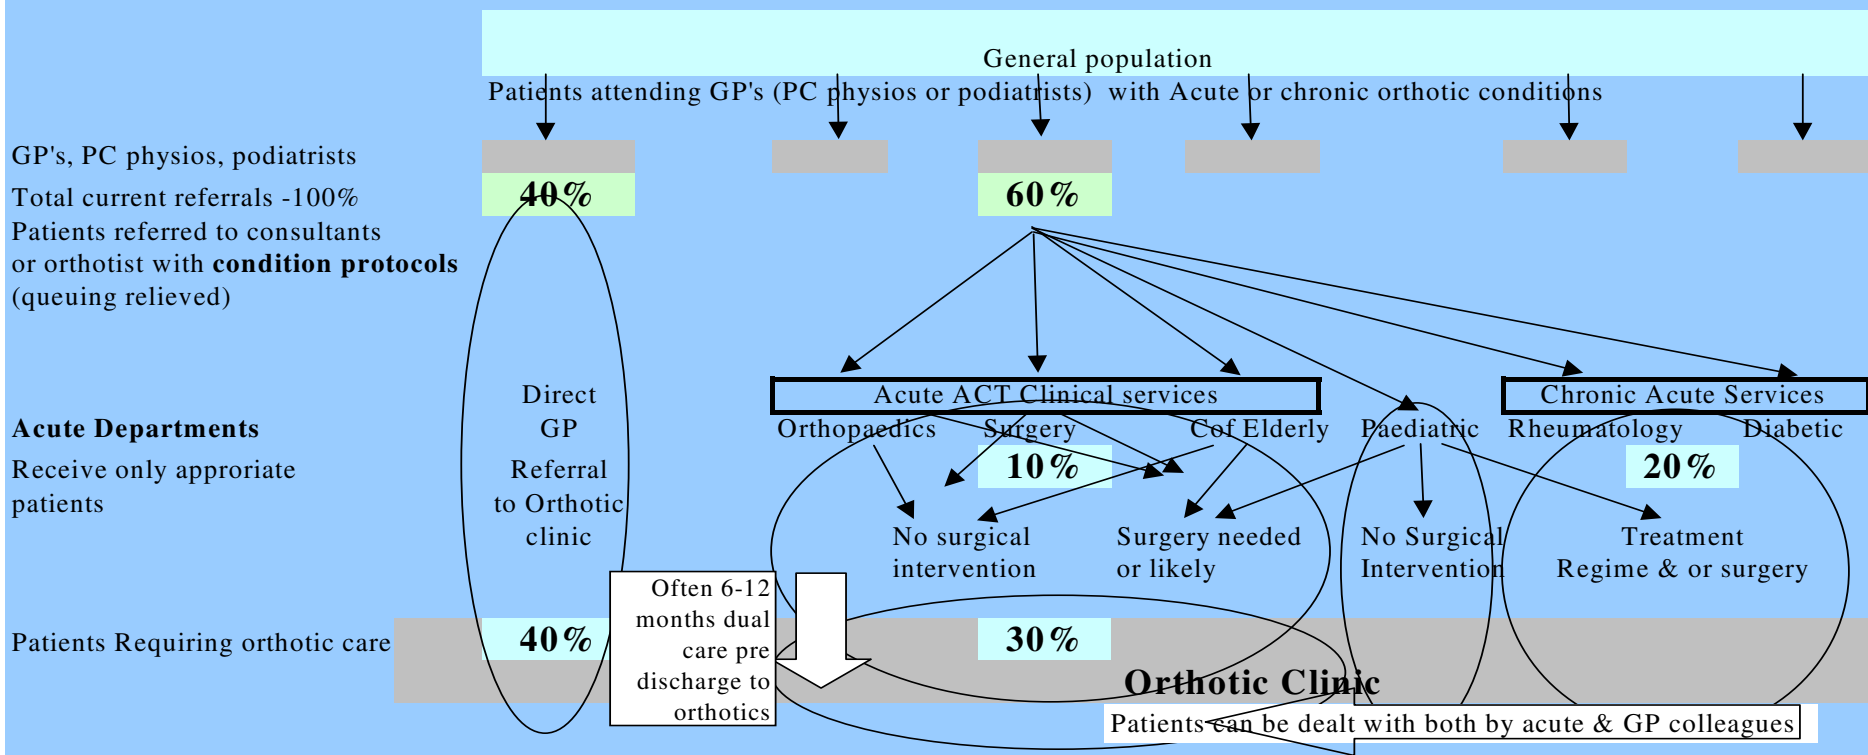 General population
Patients attending GP's (PC physios or podiatrists) with Acute or chronic orthotic conditions
GP's, PC physios, podiatrists
Total current referrals -100%
40%
60%
Patients referred to consultants
or orthotist with condition protocols
(queuing relieved)
Direct
GP
Referral
to Orthotic
clinic
Acute ACT Clinical services
Chronic Acute Services
Acute Departments
Orthopaedics
Surgery
Cof Elderly
Paediatric
Rheumatology
Diabetic
Receive only approriate
patients
10%
20%
No surgical
intervention
Surgery needed
or likely
No Surgical
Intervention
Treatment
Regime & or surgery
Often 6-12
months dual
care pre
discharge to
orthotics
Patients Requiring orthotic care
40%
30%
Orthotic Clinic
Patients can be dealt with both by acute & GP colleagues